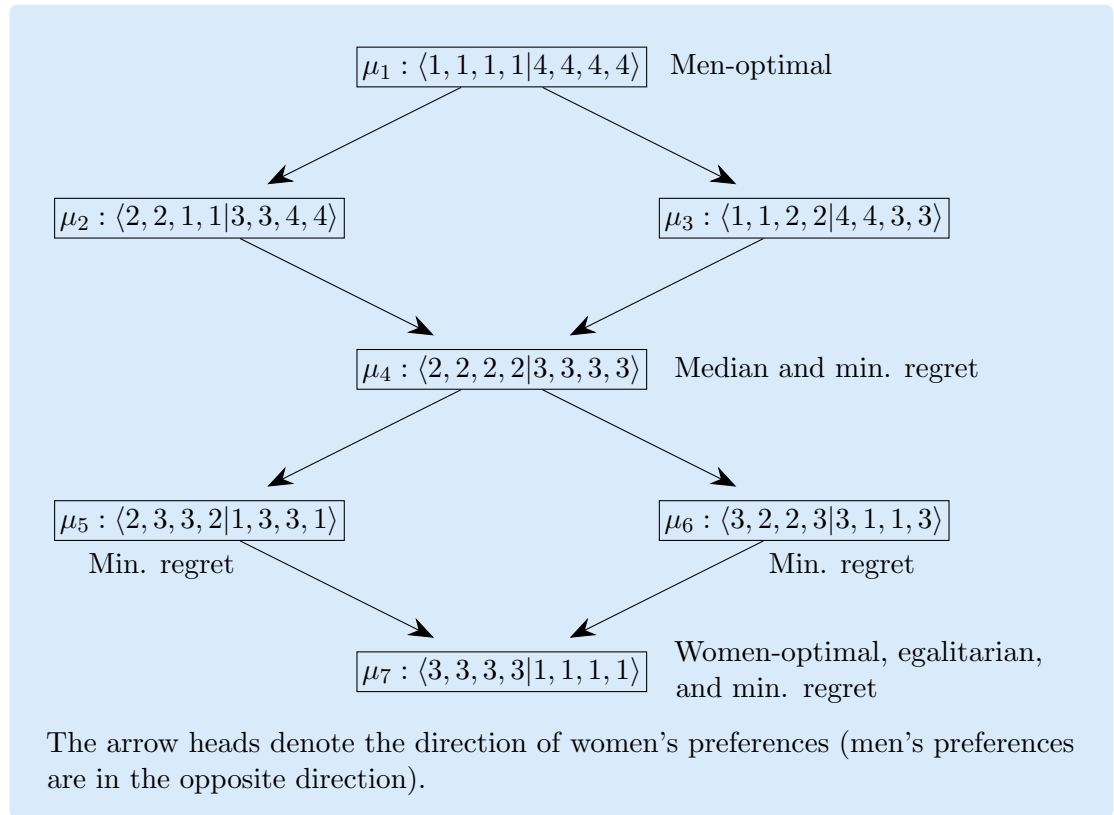 μ₁ : ⟨1, 1, 1, 1|4, 4, 4, 4⟩ Men-optimal
μ₂ : ⟨2, 2, 1, 1|3, 3, 4, 4⟩ μ₃ : ⟨1, 1, 2, 2|4, 4, 3, 3⟩
μ₄ : ⟨2, 2, 2, 2|3, 3, 3, 3⟩ Median and min. regret
μ₅ : ⟨2, 3, 3, 2|1, 3, 3, 1⟩ μ₆ : ⟨3, 2, 2, 3|3, 1, 1, 3⟩
Min. regret Min. regret
μ₇ : ⟨3, 3, 3, 3|1, 1, 1, 1⟩ Women-optimal, egalitarian,
and min. regret
The arrow heads denote the direction of women's preferences (men's preferences
are in the opposite direction).